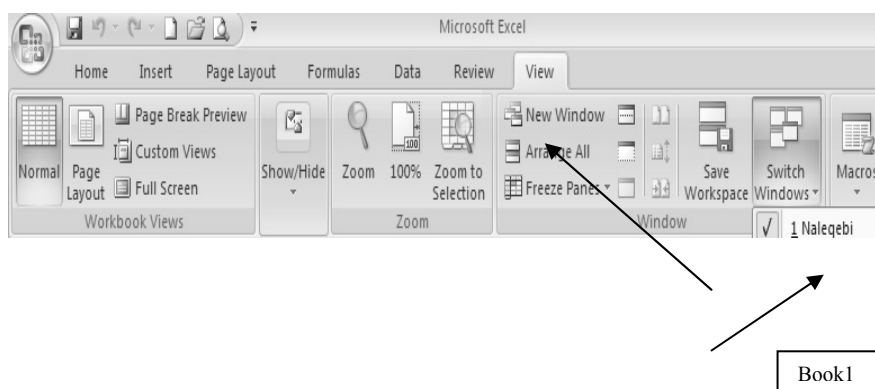 Microsoft Excel
Home Insert Page Layout Formulas Data Review View
Normal
Page Layout
Page Break Preview
Custom Views
Full Screen
Workbook Views
Show/Hide
Zoom
100
100%
Zoom to Selection
Zoom
New Window
Arrange All
Freeze Panes
Save Workspace
Switch Windows
Window
Macros
1 Naleqebi
Book1